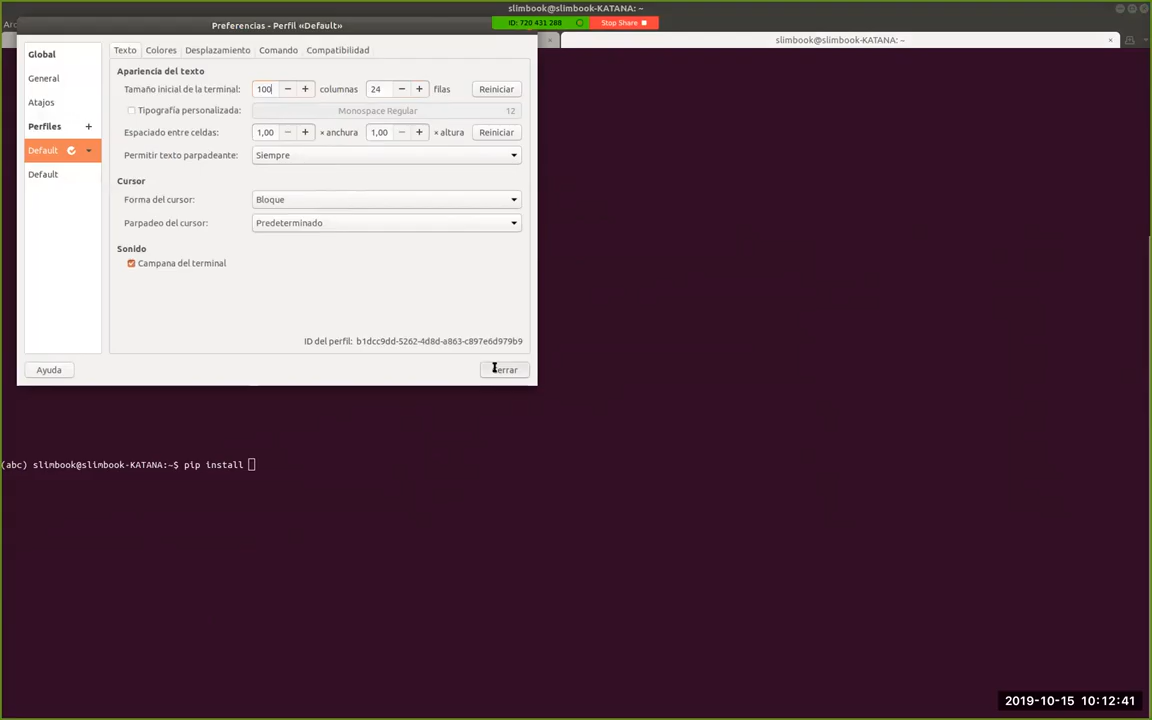 slimbook@slimbook-KATANA: ~
Preferencias - Perfil «Default»
ID: 720 431 288
Stop Share
slimbook@slimbook-KATANA: ~
Global
General
Atajos
Perfiles
Default
Default
Texto Colores Desplazamiento Comando Compatibilidad
Apariencia del texto
Tamaño inicial de la terminal: 100 − + columnas 24 − + filas Reiniciar
Tipografía personalizada: Monospace Regular 12
Espaciado entre celdas: 1,00 − + × anchura 1,00 − + × altura Reiniciar
Permitir texto parpadeante: Siempre
Cursor
Forma del cursor: Bloque
Parpadeo del cursor: Predeterminado
Sonido
Campana del terminal
ID del perfil: b1dcc9dd-5262-4d8d-a863-c897e6d979b9
Ayuda
(abc) slimbook@slimbook-KATANA:~$ pip install
2019-10-15 10:12:41